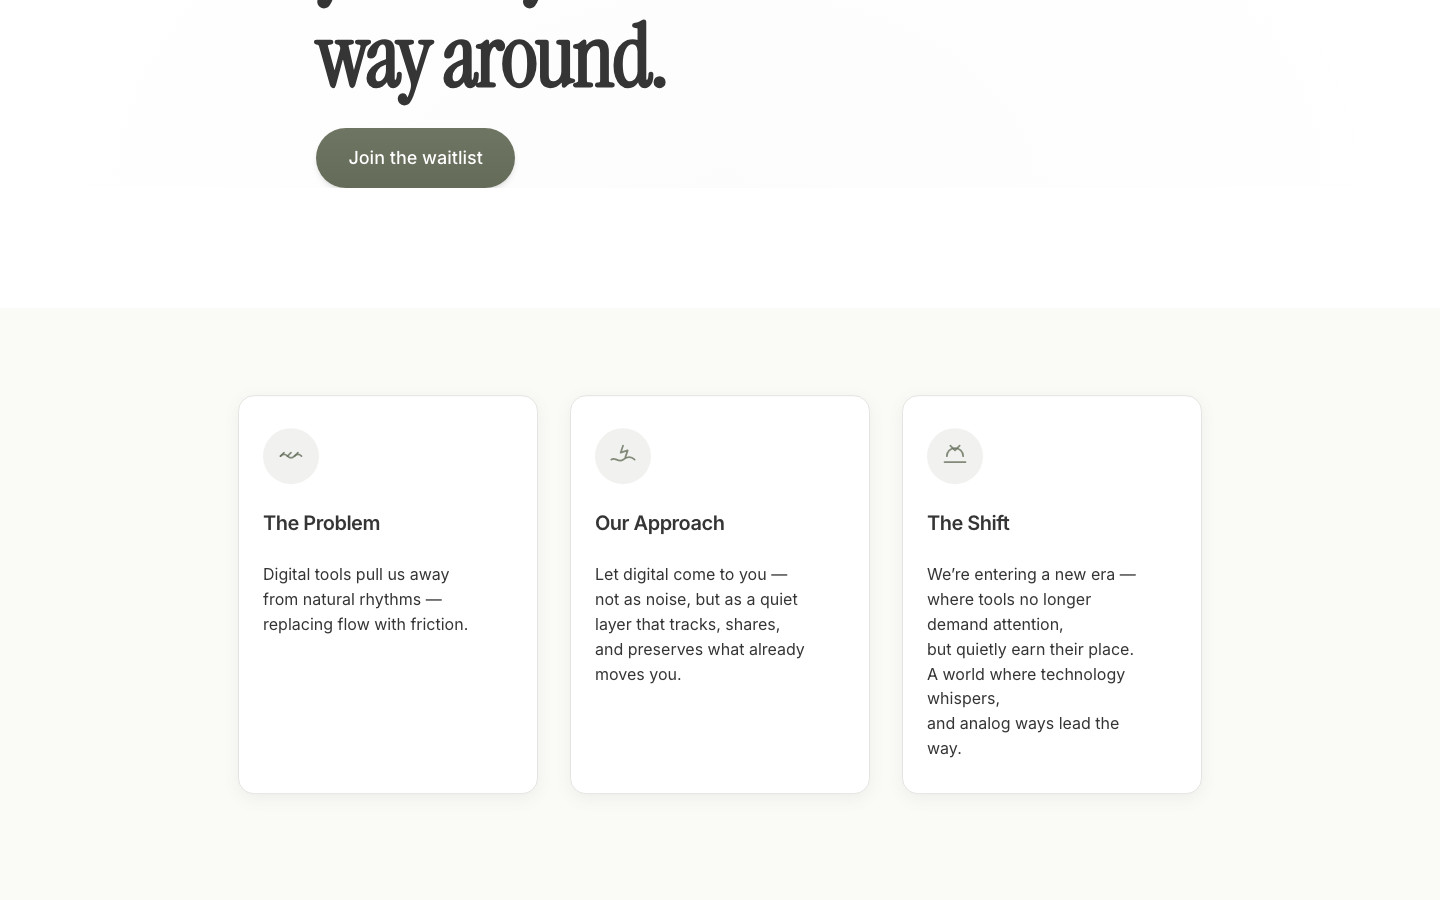 way around.
Join the waitlist
The Problem
Digital tools pull us away
from natural rhythms —
replacing flow with friction.
Our Approach
Let digital come to you —
not as noise, but as a quiet
layer that tracks, shares,
and preserves what already
moves you.
The Shift
We’re entering a new era —
where tools no longer
demand attention,
but quietly earn their place.
A world where technology
whispers,
and analog ways lead the
way.